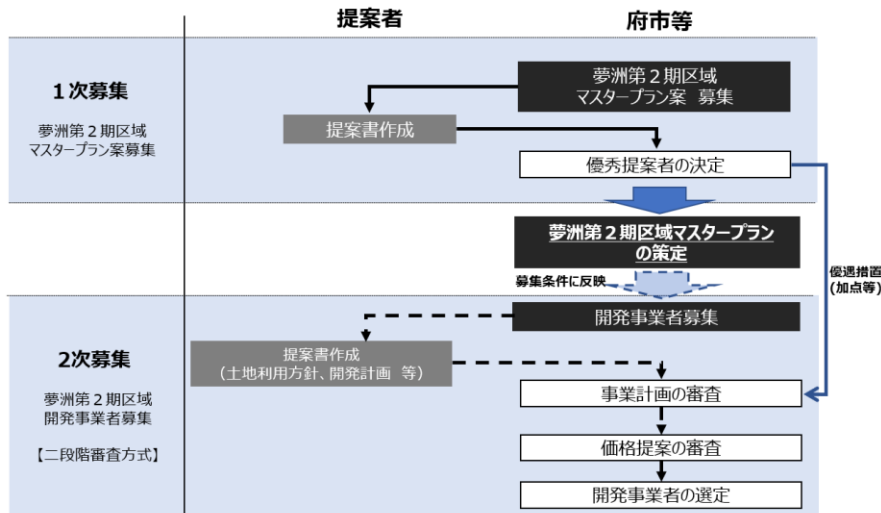 提案者
府市等
1次募集
夢洲第2期区域
マスタープラン案募集
夢洲第2期区域
マスタープラン案 募集
提案書作成
優秀提案者の決定
夢洲第2期区域マスタープラン
の策定
募集条件に反映
優遇措置
(加点等)
2次募集
夢洲第2期区域
開発事業者募集
【二段階審査方式】
開発事業者募集
提案書作成
(土地利用方針、開発計画 等)
事業計画の審査
価格提案の審査
開発事業者の選定